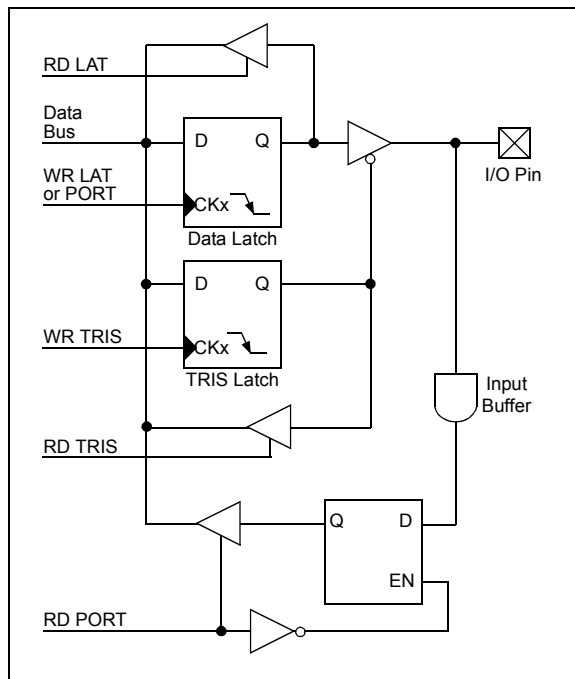 RD LAT
Data
Bus
D
Q
I/O Pin
WR LAT
or PORT
CKx
Data Latch
D
Q
WR TRIS
CKx
TRIS Latch
Input
Buffer
RD TRIS
Q
D
EN
RD PORT